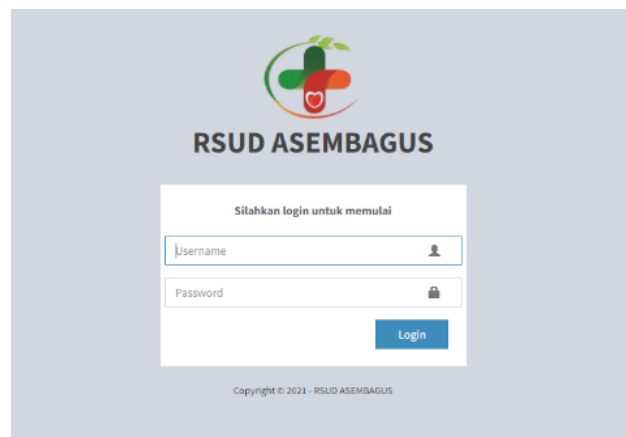 RSUD ASEMBAGUS
Silahkan login untuk memulai
Username
Password
Login
Copyright © 2021 - RSUD ASEMBAGUS